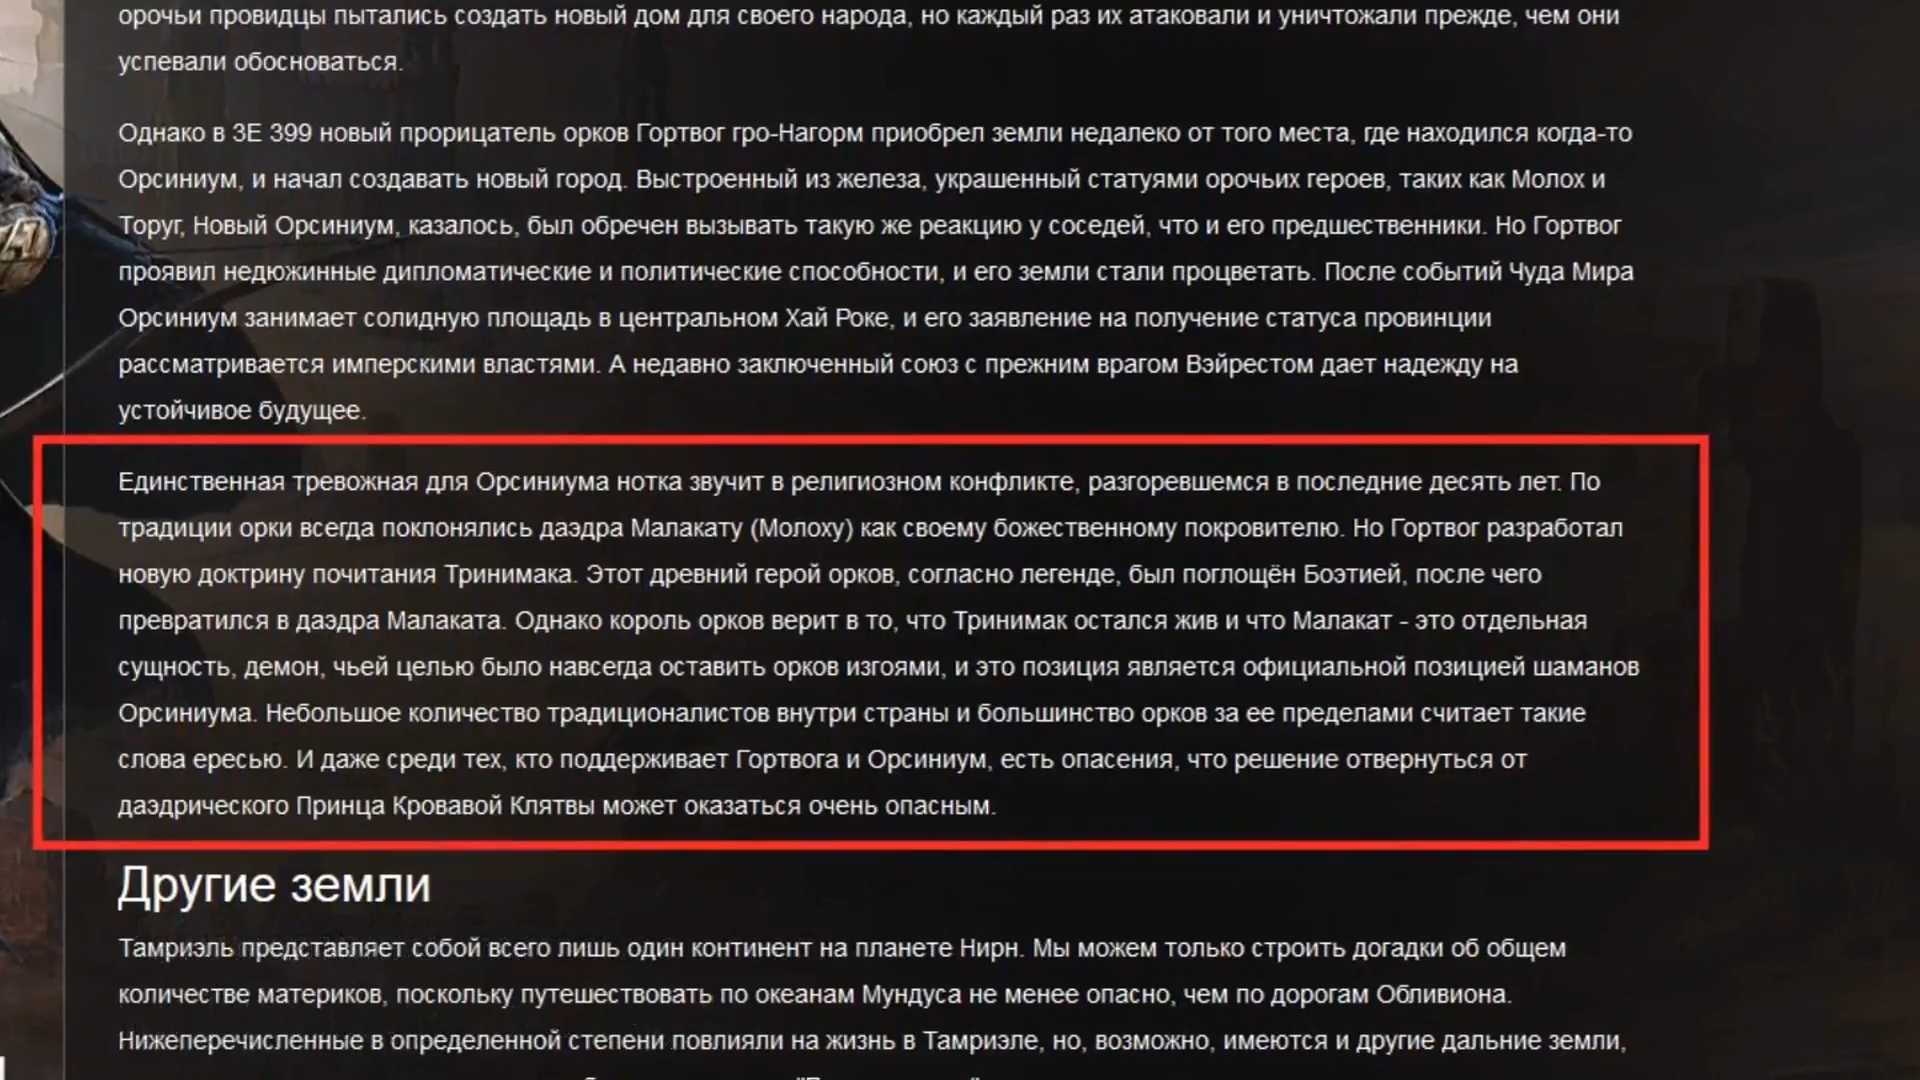 орочьи провидцы пытались создать новый дом для своего народа, но каждый раз их атаковали и уничтожали прежде, чем они
успевали обосноваться.
Однако в 3E 399 новый прорицатель орков Гортвог гро-Нагорм приобрел земли недалеко от того места, где находился когда-то
Орсиниум, и начал создавать новый город. Выстроенный из железа, украшенный статуями орочьих героев, таких как Молох и
Торуг, Новый Орсиниум, казалось, был обречен вызывать такую же реакцию у соседей, что и его предшественники. Но Гортвог
проявил недюжинные дипломатические и политические способности, и его земли стали процветать. После событий Чуда Мира
Орсиниум занимает солидную площадь в центральном Хай Роке, и его заявление на получение статуса провинции
рассматривается имперскими властями. А недавно заключенный союз с прежним врагом Вэйрестом дает надежду на
устойчивое будущее.
Единственная тревожная для Орсиниума нотка звучит в религиозном конфликте, разгоревшемся в последние десять лет. По
традиции орки всегда поклонялись даэдра Малакату (Молоху) как своему божественному покровителю. Но Гортвог разработал
новую доктрину почитания Тринимака. Этот древний герой орков, согласно легенде, был поглощён Боэтией, после чего
превратился в даэдра Малаката. Однако король орков верит в то, что Тринимак остался жив и что Малакат - это отдельная
сущность, демон, чьей целью было навсегда оставить орков изгоями, и это позиция является официальной позицией шаманов
Орсиниума. Небольшое количество традиционалистов внутри страны и большинство орков за ее пределами считает такие
слова ересью. И даже среди тех, кто поддерживает Гортвога и Орсиниум, есть опасения, что решение отвернуться от
даэдрического Принца Кровавой Клятвы может оказаться очень опасным.
Другие земли
Тамриэль представляет собой всего лишь один континент на планете Нирн. Мы можем только строить догадки об общем
количестве материков, поскольку путешествовать по океанам Мундуса не менее опасно, чем по дорогам Обливиона.
Нижеперечисленные в определенной степени повлияли на жизнь в Тамриэле, но, возможно, имеются и другие дальние земли,